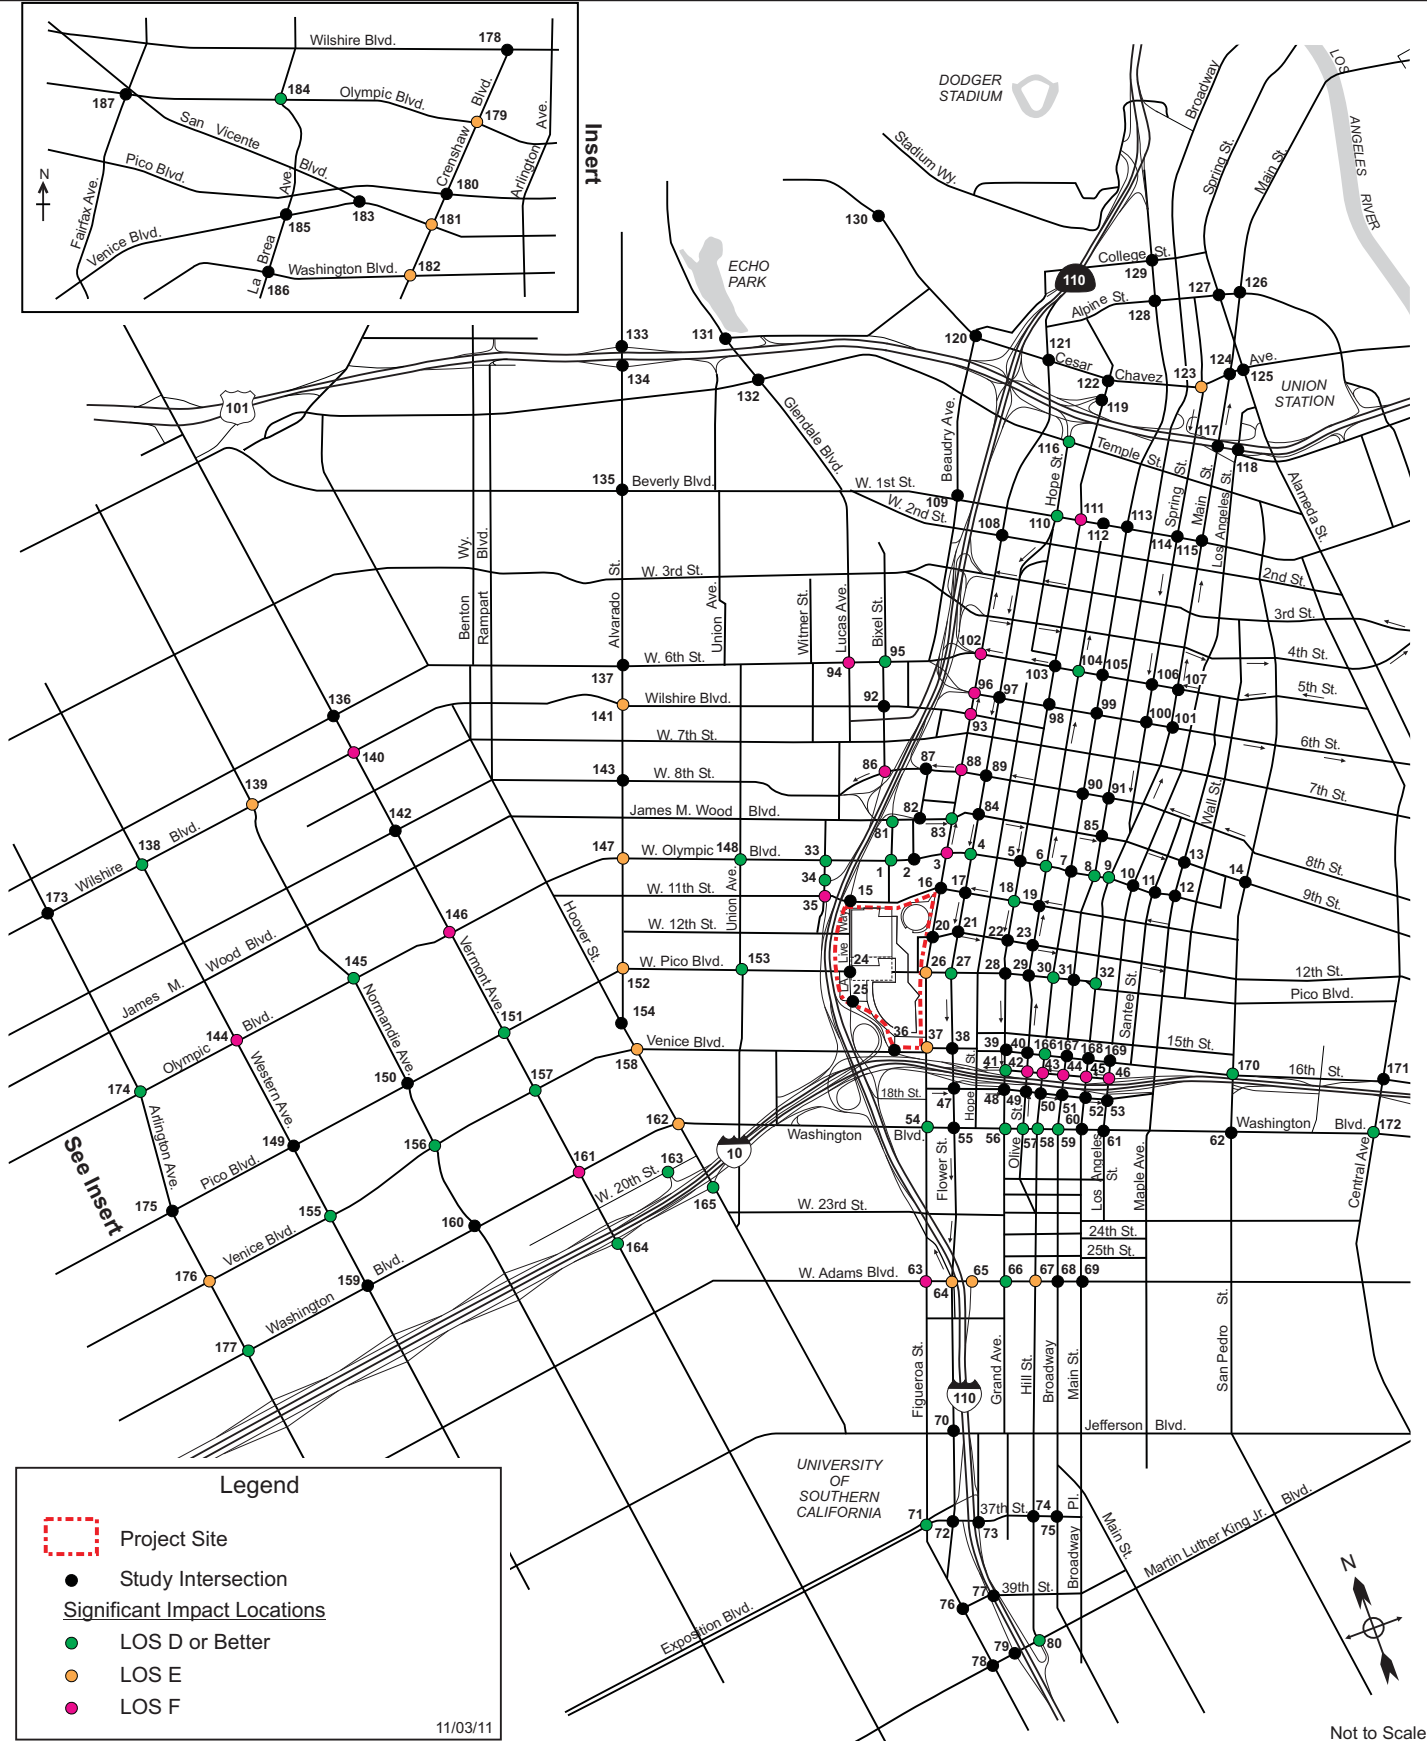 Wilshire Blvd.
178
187
184
Olympic Blvd.
179
San Vicente Blvd.
Crenshaw Blvd.
Arlington Ave.
Pico Blvd.
180
N
Fairfax Ave.
La Brea Ave.
185
183
181
Venice Blvd.
Washington Blvd.
182
186
Insert
DODGER
STADIUM
Stadium WY.
Broadway
Spring St.
Main St.
LOS ANGELES RIVER
130
ECHO
PARK
College St.
129
110
Alpine St.
128
127
126
133
131
120
121
Cesar Chavez Ave.
134
132
122
123
124
125
UNION
STATION
101
119
Glendale Blvd.
Beaudry Ave.
116
Temple St.
117
118
135
Beverly Blvd.
W. 1st St.
109
Hope St.
W. 2nd St.
108
110
111
112
113
Spring St.
Main St.
Los Angeles St.
Alameda St.
114
115
2nd St.
W. 3rd St.
3rd St.
Benton Wy.
Rampart Blvd.
Alvarado St.
Union Ave.
Witmer St.
Lucas Ave.
Bixel St.
102
4th St.
W. 6th St.
137
94
95
103
104
105
106
107
5th St.
136
141
Wilshire Blvd.
92
96
97
93
98
99
100
101
6th St.
140
W. 7th St.
139
143
W. 8th St.
86
87
88
89
90
91
7th St.
Wall St.
142
James M. Wood Blvd.
82
81
83
84
85
138
Wilshire Blvd.
147
W. Olympic Blvd.
148
33
34
1
2
3
4
5
6
7
8
9
10
11
12
13
14
8th St.
173
W. 11th St.
35
15
16
17
18
19
9th St.
146
Hoover St.
W. 12th St.
Union Ave.
LA Live Way
20
21
22
23
James M. Wood Blvd.
145
Vermont Ave.
W. Pico Blvd.
152
153
24
25
26
27
28
29
30
31
32
12th St.
Pico Blvd.
Normandie Ave.
144
Olympic Blvd.
151
154
Santee St.
Venice Blvd.
158
36
37
38
39
40
166
167
168
169
15th St.
174
Western Ave.
150
157
41
42
43
44
45
46
170
16th St.
171
18th St.
47
Hope St.
48
49
50
51
52
53
Arlington Ave.
149
156
162
Washington Blvd.
54
55
56
57
58
59
60
61
62
Washington Blvd.
172
See Insert
Pico Blvd.
10
161
W. 20th St.
163
Flower St.
Olive St.
Los Angeles St.
Maple Ave.
Central Ave.
175
155
160
165
W. 23rd St.
Venice Blvd.
164
24th St.
25th St.
176
159
Blvd.
W. Adams Blvd.
63
64
65
66
67
68
69
Washington
177
Figueroa St.
110
Grand Ave.
Hill St.
Broadway
Main St.
San Pedro St.
70
Jefferson Blvd.
UNIVERSITY
OF
SOUTHERN
CALIFORNIA
71
72
73
37th St.
74
75
Broadway Pl.
Main St.
Martin Luther King Jr. Blvd.
77
39th St.
76
Exposition Blvd.
79
80
78
N
Legend
Project Site
Study Intersection
Significant Impact Locations
LOS D or Better
LOS E
LOS F
11/03/11
Not to Scale